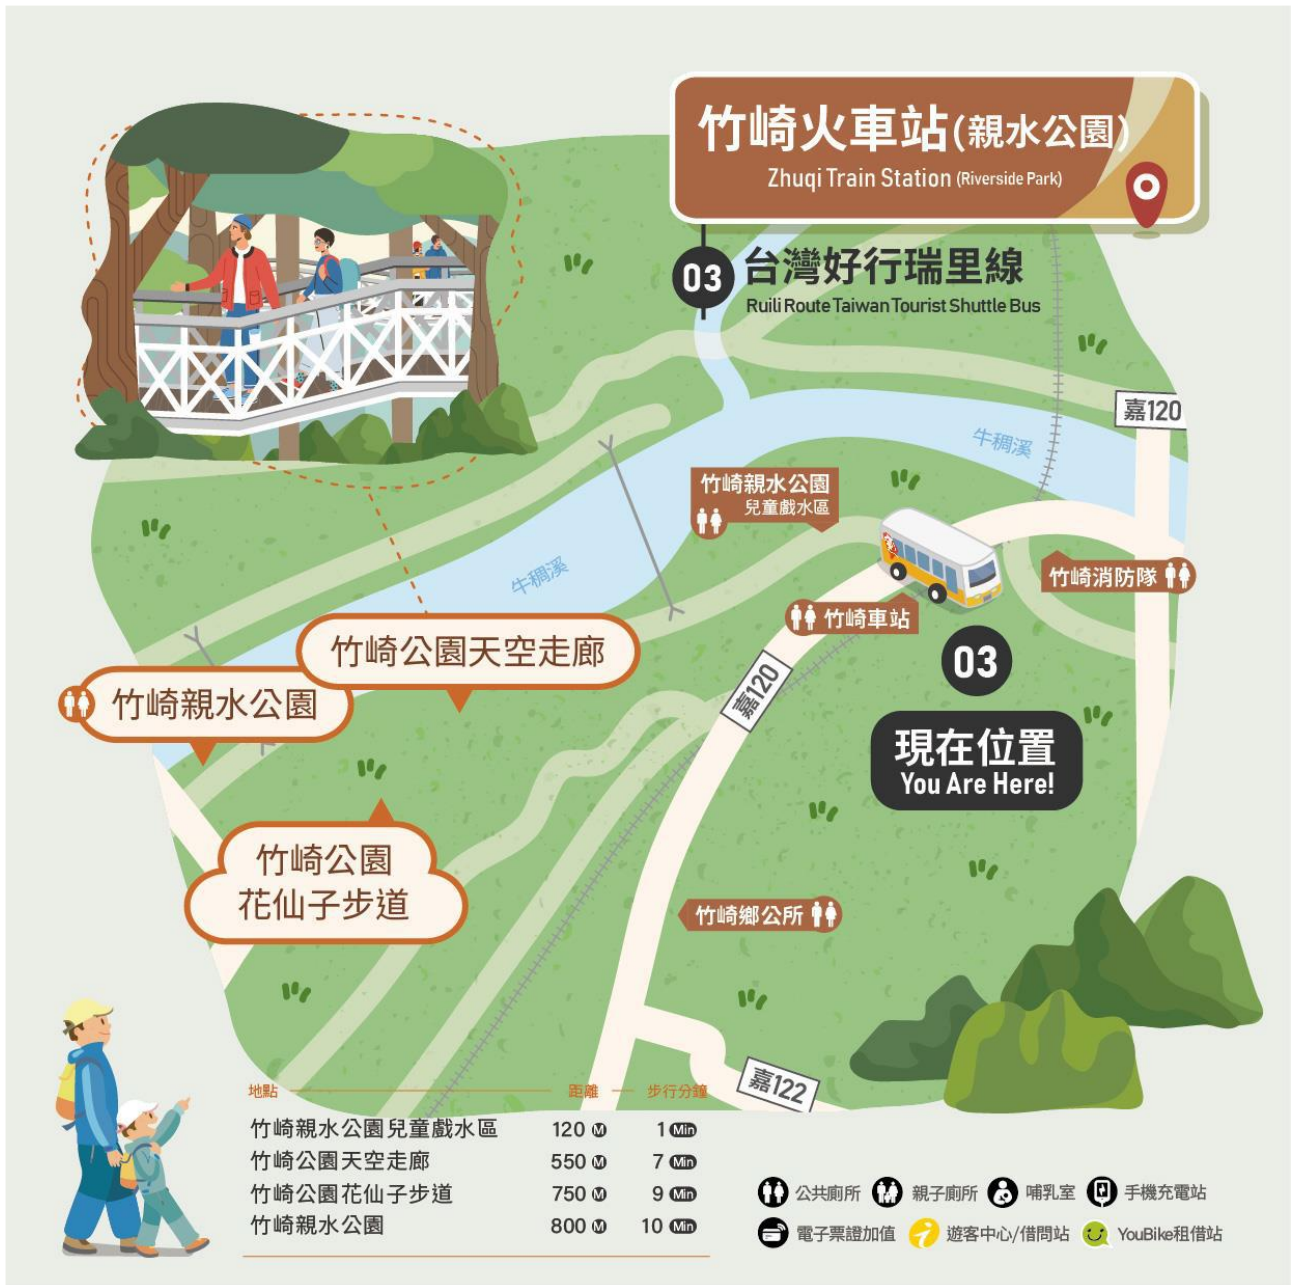 竹崎火車站(親水公園)
Zhuqi Train Station (Riverside Park)
03
台灣好行瑞里線
Ruili Route Taiwan Tourist Shuttle Bus
嘉120
牛稠溪
竹崎親水公園
兒童戲水區
牛稠溪
竹崎消防隊
竹崎車站
竹崎公園天空走廊
03
嘉120
竹崎親水公園
現在位置
You Are Here!
竹崎公園
花仙子步道
竹崎鄉公所
嘉122
地點 距離 步行分鐘
竹崎親水公園兒童戲水區 120 M 1 Min
竹崎公園天空走廊 550 M 7 Min
竹崎公園花仙子步道 750 M 9 Min
竹崎親水公園 800 M 10 Min
公共廁所 親子廁所 哺乳室 手機充電站
電子票證加值 遊客中心/借問站 YouBike租借站